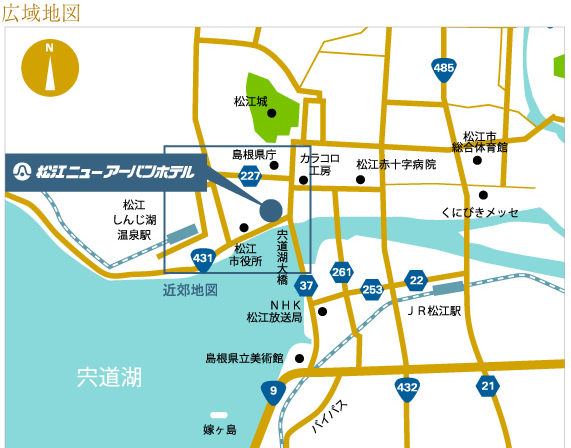 広域地図
N
485
松江城
松江市
総合体育館
島根県庁
カラコロ
工房
松江赤十字病院
松江ニューアーバンホテル
227
松江
しんじ湖
温泉駅
くにびきメッセ
松江
市役所
宍道湖大橋
431
261
22
37
253
近郊地図
NHK
松江放送局
JR松江駅
島根県立美術館
宍道湖
9
432
21
バイパス
嫁ヶ島